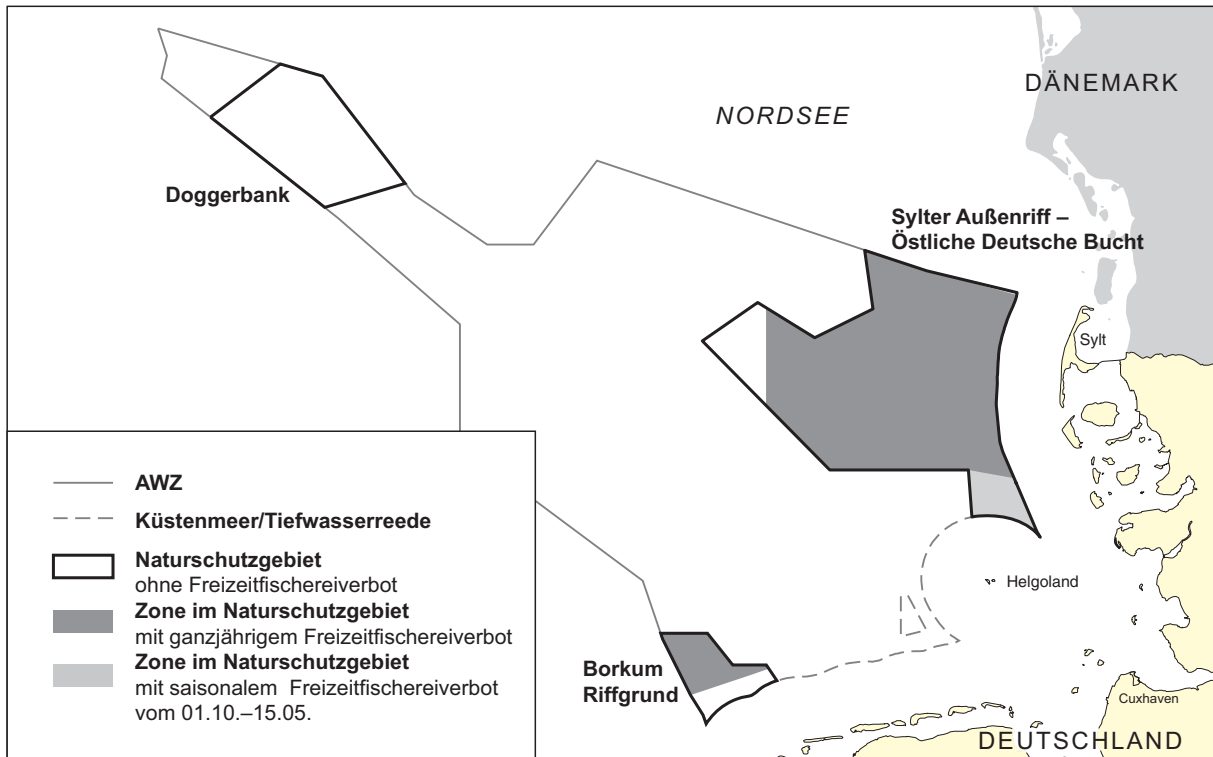 DÄNEMARK
NORDSEE
Doggerbank
Sylter Außenriff –
Östliche Deutsche Bucht
Sylt
AWZ
Küstenmeer/Tiefwasserreede
Naturschutzgebiet
ohne Freizeitfischereiverbot
Zone im Naturschutzgebiet
mit ganzjährigem Freizeitfischereiverbot
Zone im Naturschutzgebiet
mit saisonalem Freizeitfischereiverbot
vom 01.10.–15.05.
Helgoland
Borkum
Riffgrund
Cuxhaven
DEUTSCHLAND